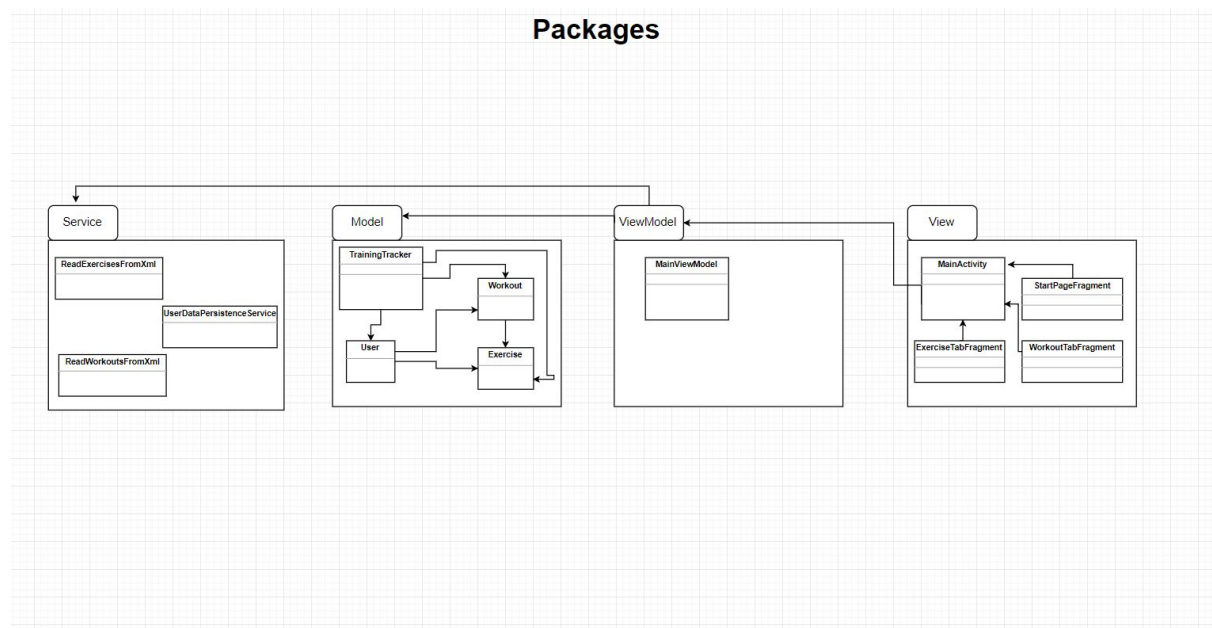 Packages
Service
Model
ViewModel
View
ReadExercisesFromXml
UserDataPersistenceService
ReadWorkoutsFromXml
TrainingTracker
Workout
User
Exercise
MainViewModel
MainActivity
StartPageFragment
ExerciseTabFragment
WorkoutTabFragment